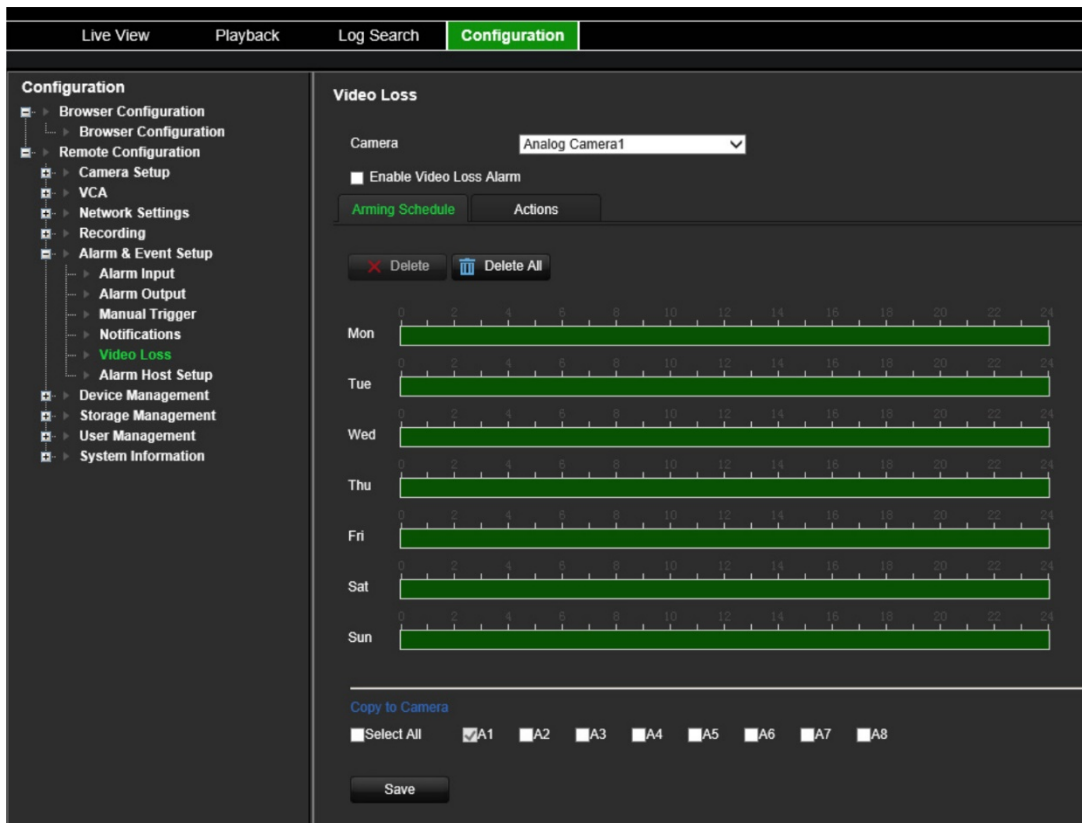 Live View Playback Log Search Configuration
Configuration
Browser Configuration
Browser Configuration
Remote Configuration
Camera Setup
VCA
Network Settings
Recording
Alarm & Event Setup
Alarm Input
Alarm Output
Manual Trigger
Notifications
Video Loss
Alarm Host Setup
Device Management
Storage Management
User Management
System Information
Video Loss
Camera Analog Camera1
Enable Video Loss Alarm
Arming Schedule Actions
Delete Delete All
0 2 4 6 8 10 12 14 16 18 20 22 24
Mon
0 2 4 6 8 10 12 14 16 18 20 22 24
Tue
0 2 4 6 8 10 12 14 16 18 20 22 24
Wed
0 2 4 6 8 10 12 14 16 18 20 22 24
Thu
0 2 4 6 8 10 12 14 16 18 20 22 24
Fri
0 2 4 6 8 10 12 14 16 18 20 22 24
Sat
0 2 4 6 8 10 12 14 16 18 20 22 24
Sun
Copy to Camera
Select All A1 A2 A3 A4 A5 A6 A7 A8
Save